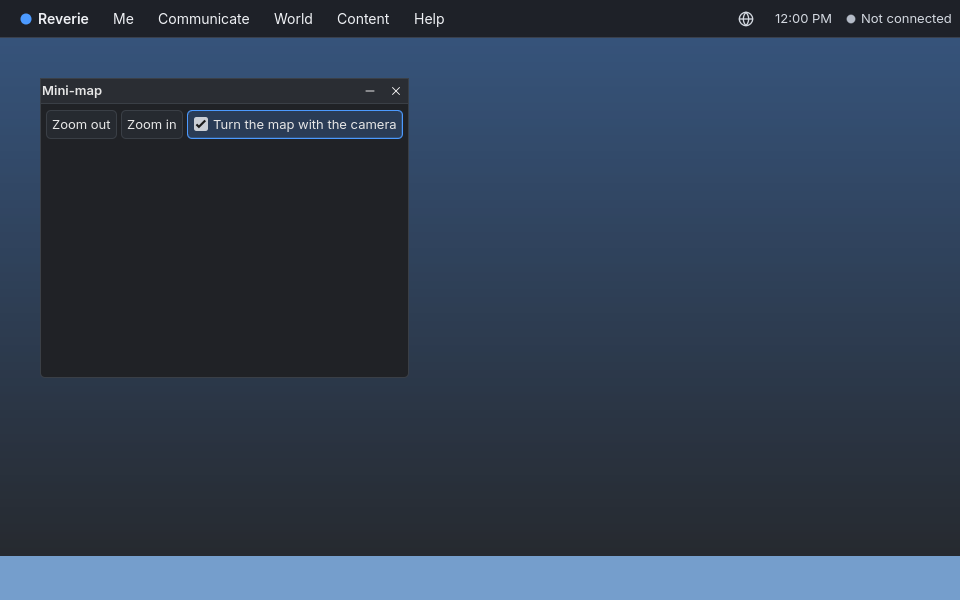 Reverie Me Communicate World Content Help 12:00 PM Not connected
Mini-map
Zoom out Zoom in Turn the map with the camera